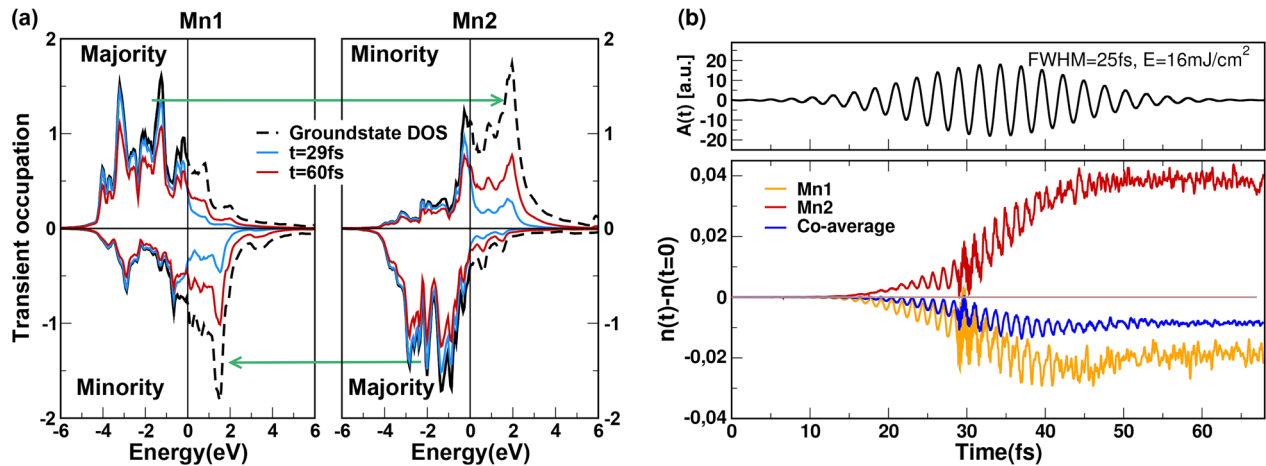 (a)
Mn1
Mn2
2
1
0
-1
-2
Transient occupation
Majority
Minority
Minority
Majority
Groundstate DOS
t=29fs
t=60fs
2
1
0
-1
-2
-6
-4
-2
0
2
4
6
Energy(eV)
-6
-4
-2
0
2
4
6
Energy(eV)
(b)
FWHM=25fs, E=16mJ/cm²
A(t) [a.u.]
20
10
0
-10
-20
n(t)-n(t=0)
0,04
0,02
0
-0,02
-0,04
Mn1
Mn2
Co-average
0
10
20
30
40
50
60
Time(fs)